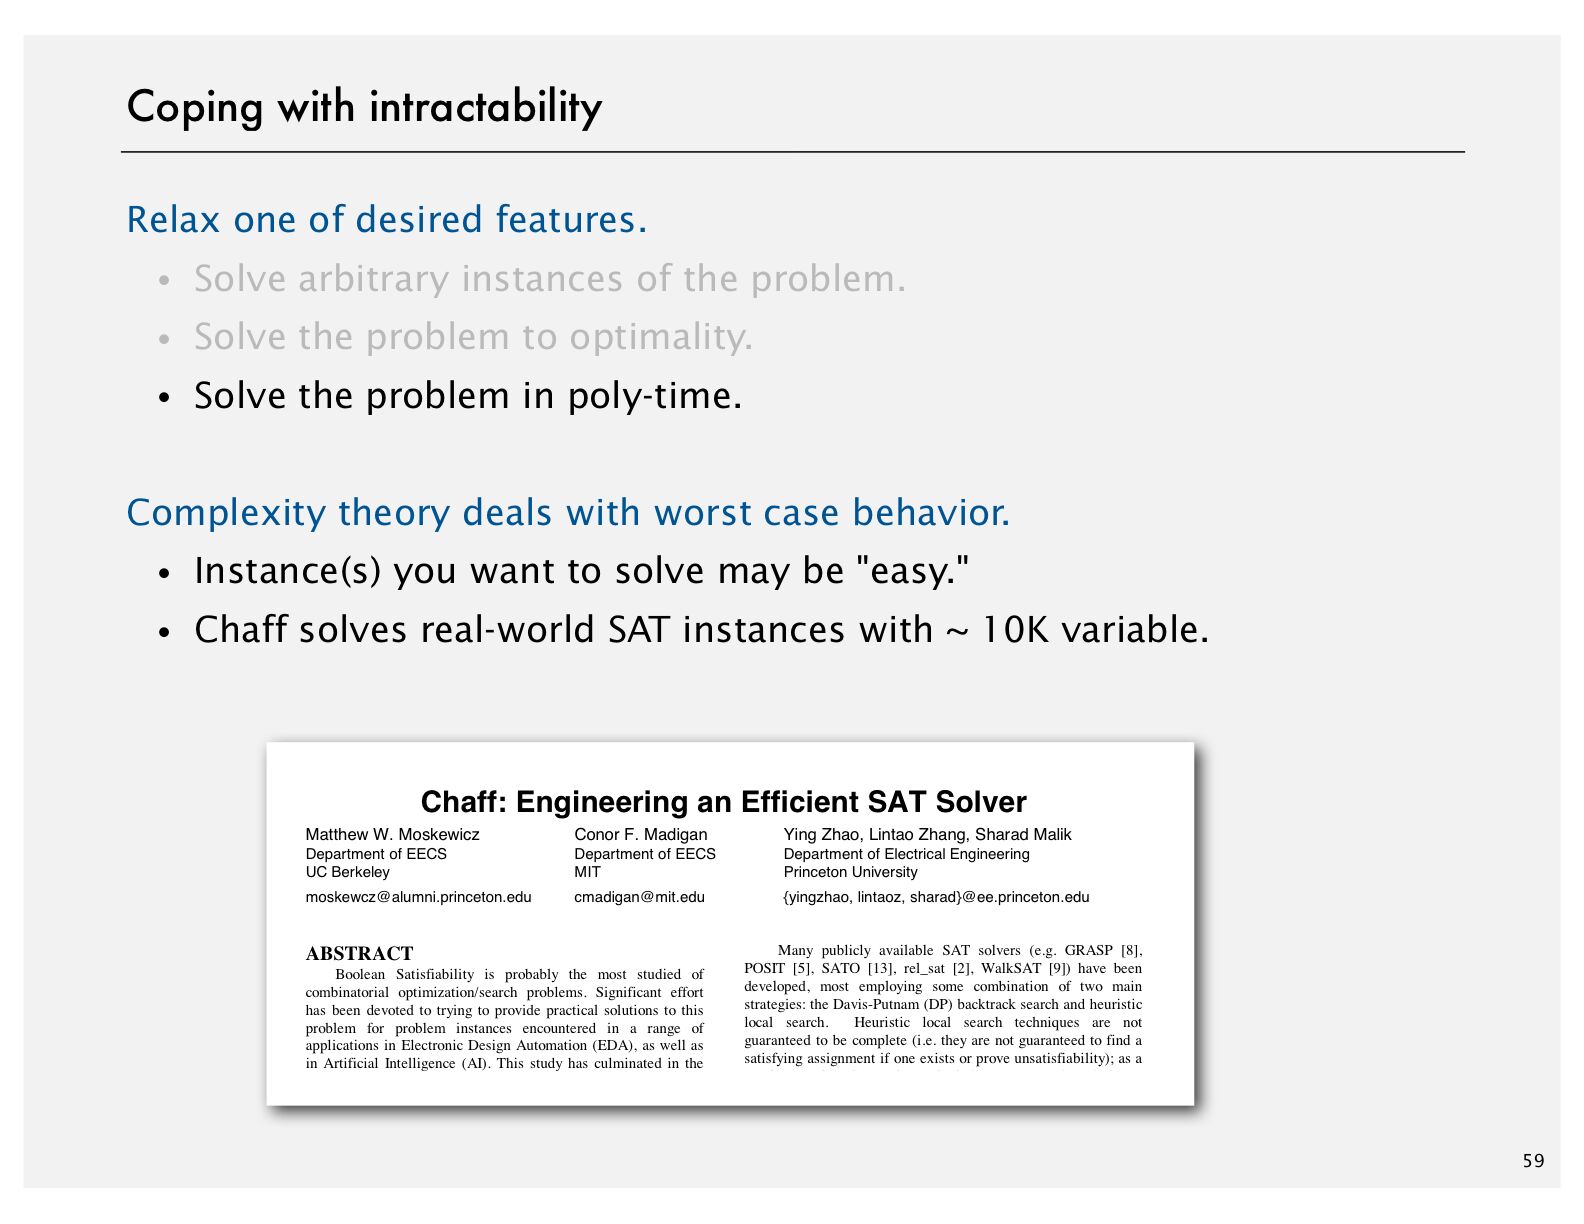 Coping with intractability
Relax one of desired features.
• Solve arbitrary instances of the problem.
• Solve the problem to optimality.
• Solve the problem in poly-time.
Complexity theory deals with worst case behavior.
• Instance(s) you want to solve may be "easy."
• Chaff solves real-world SAT instances with ~ 10K variable.
Chaff: Engineering an Efficient SAT Solver
Matthew W. Moskewicz
Department of EECS
UC Berkeley
moskewcz@alumni.princeton.edu
Conor F. Madigan
Department of EECS
MIT
cmadigan@mit.edu
Ying Zhao, Lintao Zhang, Sharad Malik
Department of Electrical Engineering
Princeton University
{yingzhao, lintaoz, sharad}@ee.princeton.edu
ABSTRACT
Boolean Satisfiability is probably the most studied of
combinatorial optimization/search problems. Significant effort
has been devoted to trying to provide practical solutions to this
problem for problem instances encountered in a range of
applications in Electronic Design Automation (EDA), as well as
in Artificial Intelligence (AI). This study has culminated in the
Many publicly available SAT solvers (e.g. GRASP [8],
POSIT [5], SATO [13], rel_sat [2], WalkSAT [9]) have been
developed, most employing some combination of two main
strategies: the Davis-Putnam (DP) backtrack search and heuristic
local search. Heuristic local search techniques are not
guaranteed to be complete (i.e. they are not guaranteed to find a
satisfying assignment if one exists or prove unsatisfiability); as a
59